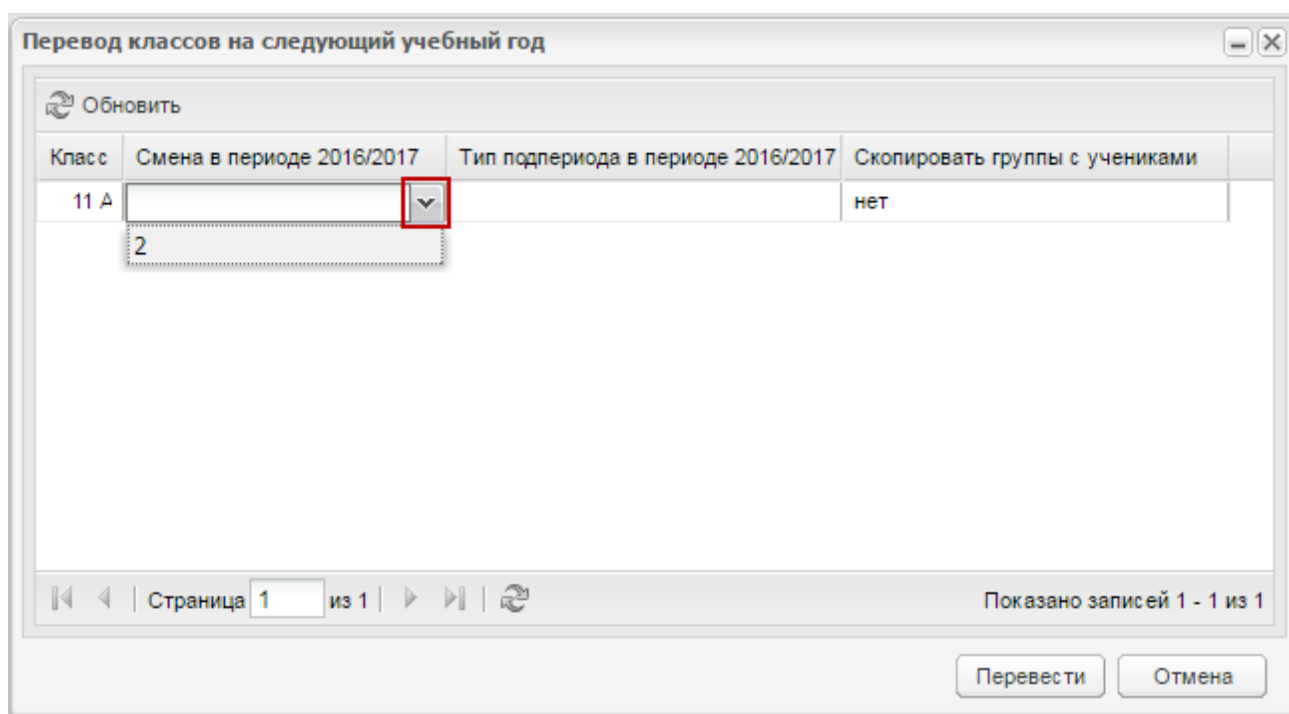 Перевод классов на следующий учебный год
Обновить
Класс Смена в периоде 2016/2017 Тип подпериода в периоде 2016/2017 Скопировать группы с учениками
11 А нет
2
Страница 1 из 1 Показано записей 1 - 1 из 1
Перевести Отмена